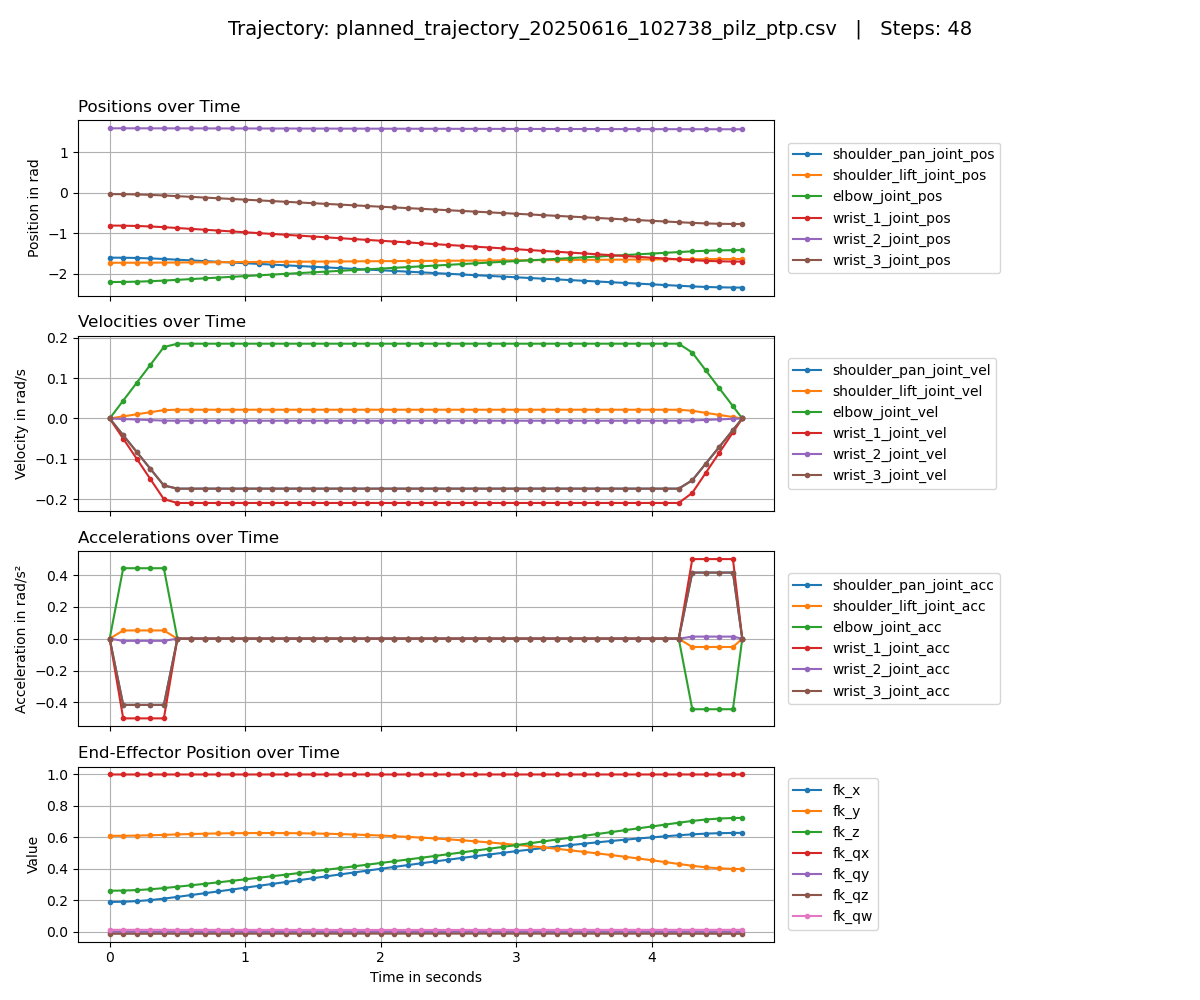 Trajectory: planned_trajectory_20250616_102738_pilz_ptp.csv   |   Steps: 48
Positions over Time
Position in rad
1
0
−1
−2
shoulder_pan_joint_pos
shoulder_lift_joint_pos
elbow_joint_pos
wrist_1_joint_pos
wrist_2_joint_pos
wrist_3_joint_pos
Velocities over Time
Velocity in rad/s
0.2
0.1
0.0
−0.1
−0.2
shoulder_pan_joint_vel
shoulder_lift_joint_vel
elbow_joint_vel
wrist_1_joint_vel
wrist_2_joint_vel
wrist_3_joint_vel
Accelerations over Time
Acceleration in rad/s²
0.4
0.2
0.0
−0.2
−0.4
shoulder_pan_joint_acc
shoulder_lift_joint_acc
elbow_joint_acc
wrist_1_joint_acc
wrist_2_joint_acc
wrist_3_joint_acc
End-Effector Position over Time
Value
1.0
0.8
0.6
0.4
0.2
0.0
fk_x
fk_y
fk_z
fk_qx
fk_qy
fk_qz
fk_qw
0 1 2 3 4
Time in seconds